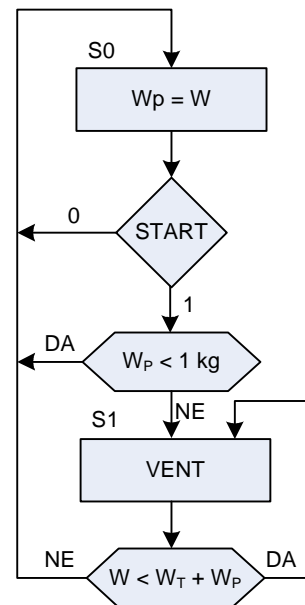 S0
Wp = W
START
0
1
W_P < 1 kg
DA
NE
S1
VENT
W < W_T + W_P
NE
DA